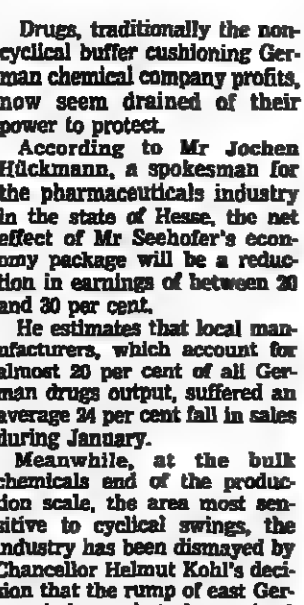 Drugs, traditionally the non-
cyclical buffer cushioning Ger-
man chemical company profits,
now seem drained of their
power to protect.
According to Mr Jochen
Hückmann, a spokesman for
the pharmaceuticals industry
in the state of Hesse, the net
effect of Mr Seehofer's econ-
omy package will be a reduc-
tion in earnings of between 20
and 30 per cent.
He estimates that local man-
ufacturers, which account for
almost 20 per cent of all Ger-
man drugs output, suffered an
average 24 per cent fall in sales
during January.
Meanwhile, at the bulk
chemicals end of the produc-
tion scale, the area most sen-
sitive to cyclical swings, the
industry has been dismayed by
Chancellor Helmut Kohl's deci-
sion that the rump of east Ger-